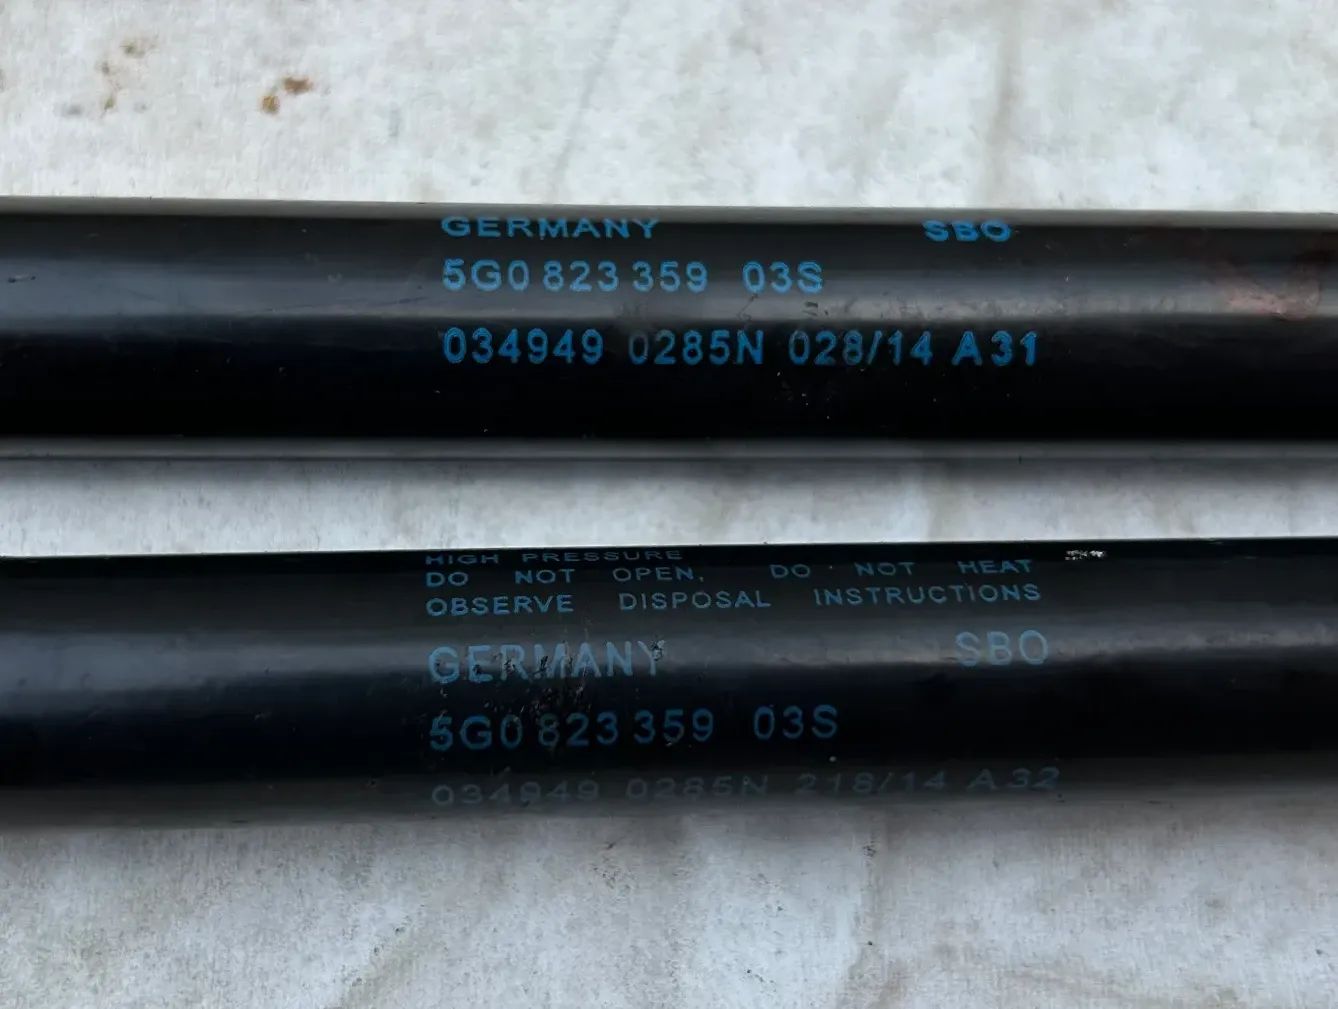 GERMANY SBO
5G0 823 359 03S
034949 0285N 028/14 A31
HIGH PRESSURE
DO NOT OPEN, DO NOT HEAT
OBSERVE DISPOSAL INSTRUCTIONS
GERMANY SBO
5G0 823 359 03S
034949 0285N 218/14 A32